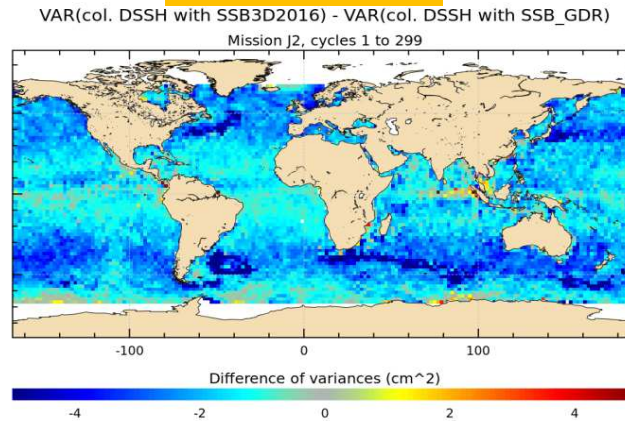 VAR(col. DSSH with SSB3D2016) - VAR(col. DSSH with SSB_GDR)
Mission J2, cycles 1 to 299
-100 0 100
Difference of variances (cm^2)
-4 -2 0 2 4